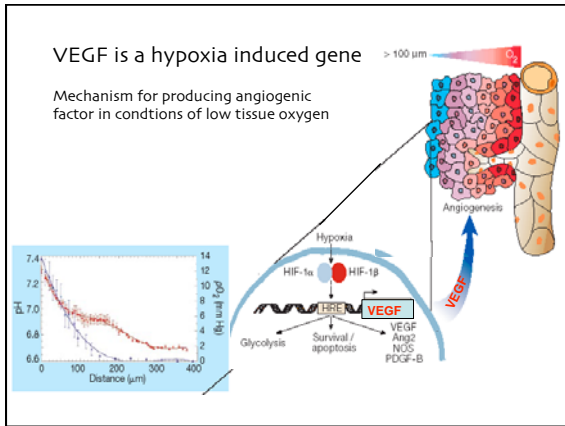 VEGF is a hypoxia induced gene
> 100 µm
O2
Mechanism for producing angiogenic
factor in condtions of low tissue oxygen
Angiogenesis
VEGF
Hypoxia
HIF-1α
HIF-1β
HRE
VEGF
Glycolysis
Survival /
apoptosis
VEGF
Ang2
NOS
PDGF-B
7.4
7.0
6.8
6.6
pH
14
12
10
8
6
4
2
0
pO2 (mm Hg)
0
100
200
300
400
Distance (µm)